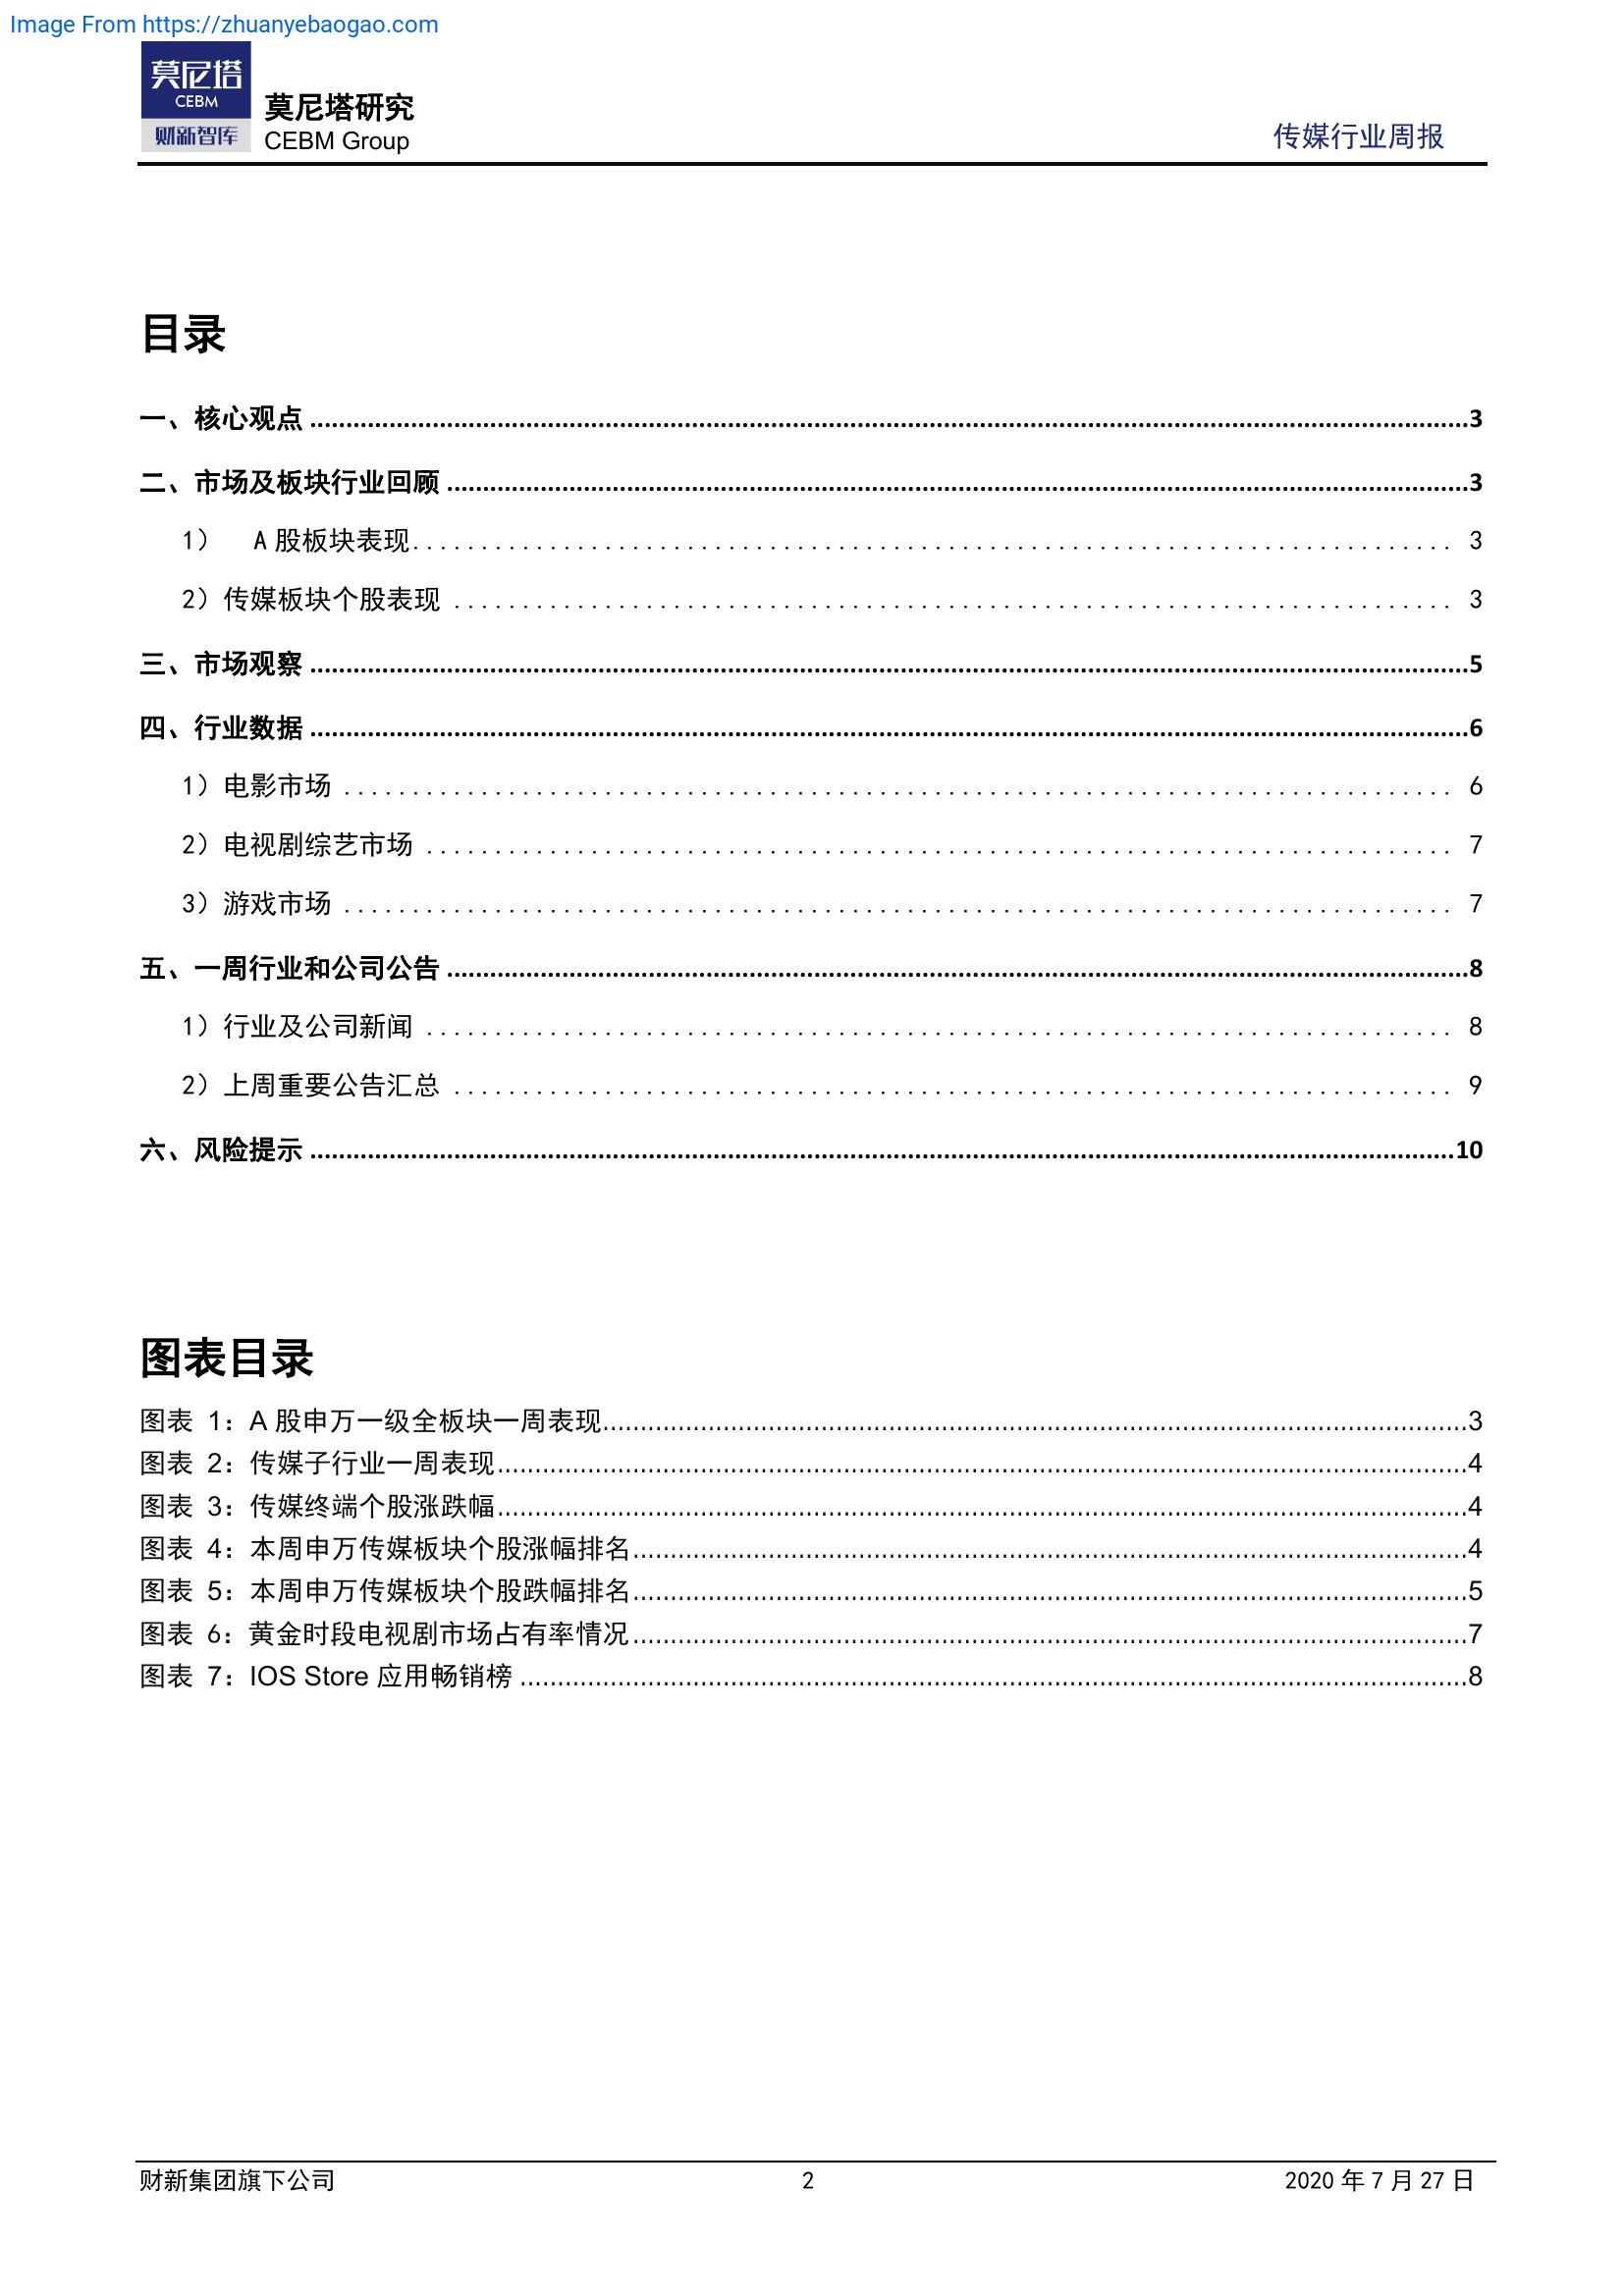 Image From https://zhuanyebaogao.com
莫尼塔
CEBM
财新智库
莫尼塔研究
CEBM Group
传媒行业周报
目录
一、核心观点 ........................................ 3
二、市场及板块行业回顾 ........................................ 3
1） A 股板块表现 ........................................ 3
2）传媒板块个股表现 ........................................ 3
三、市场观察 ........................................ 5
四、行业数据 ........................................ 6
1）电影市场 ........................................ 6
2）电视剧综艺市场 ........................................ 7
3）游戏市场 ........................................ 7
五、一周行业和公司公告 ........................................ 8
1）行业及公司新闻 ........................................ 8
2）上周重要公告汇总 ........................................ 9
六、风险提示 ........................................ 10
图表目录
图表 1：A 股申万一级全板块一周表现 ........................................ 3
图表 2：传媒子行业一周表现 ........................................ 4
图表 3：传媒终端个股涨跌幅 ........................................ 4
图表 4：本周申万传媒板块个股涨幅排名 ........................................ 4
图表 5：本周申万传媒板块个股跌幅排名 ........................................ 5
图表 6：黄金时段电视剧市场占有率情况 ........................................ 7
图表 7：IOS Store 应用畅销榜 ........................................ 8
财新集团旗下公司 2 2020 年 7 月 27 日